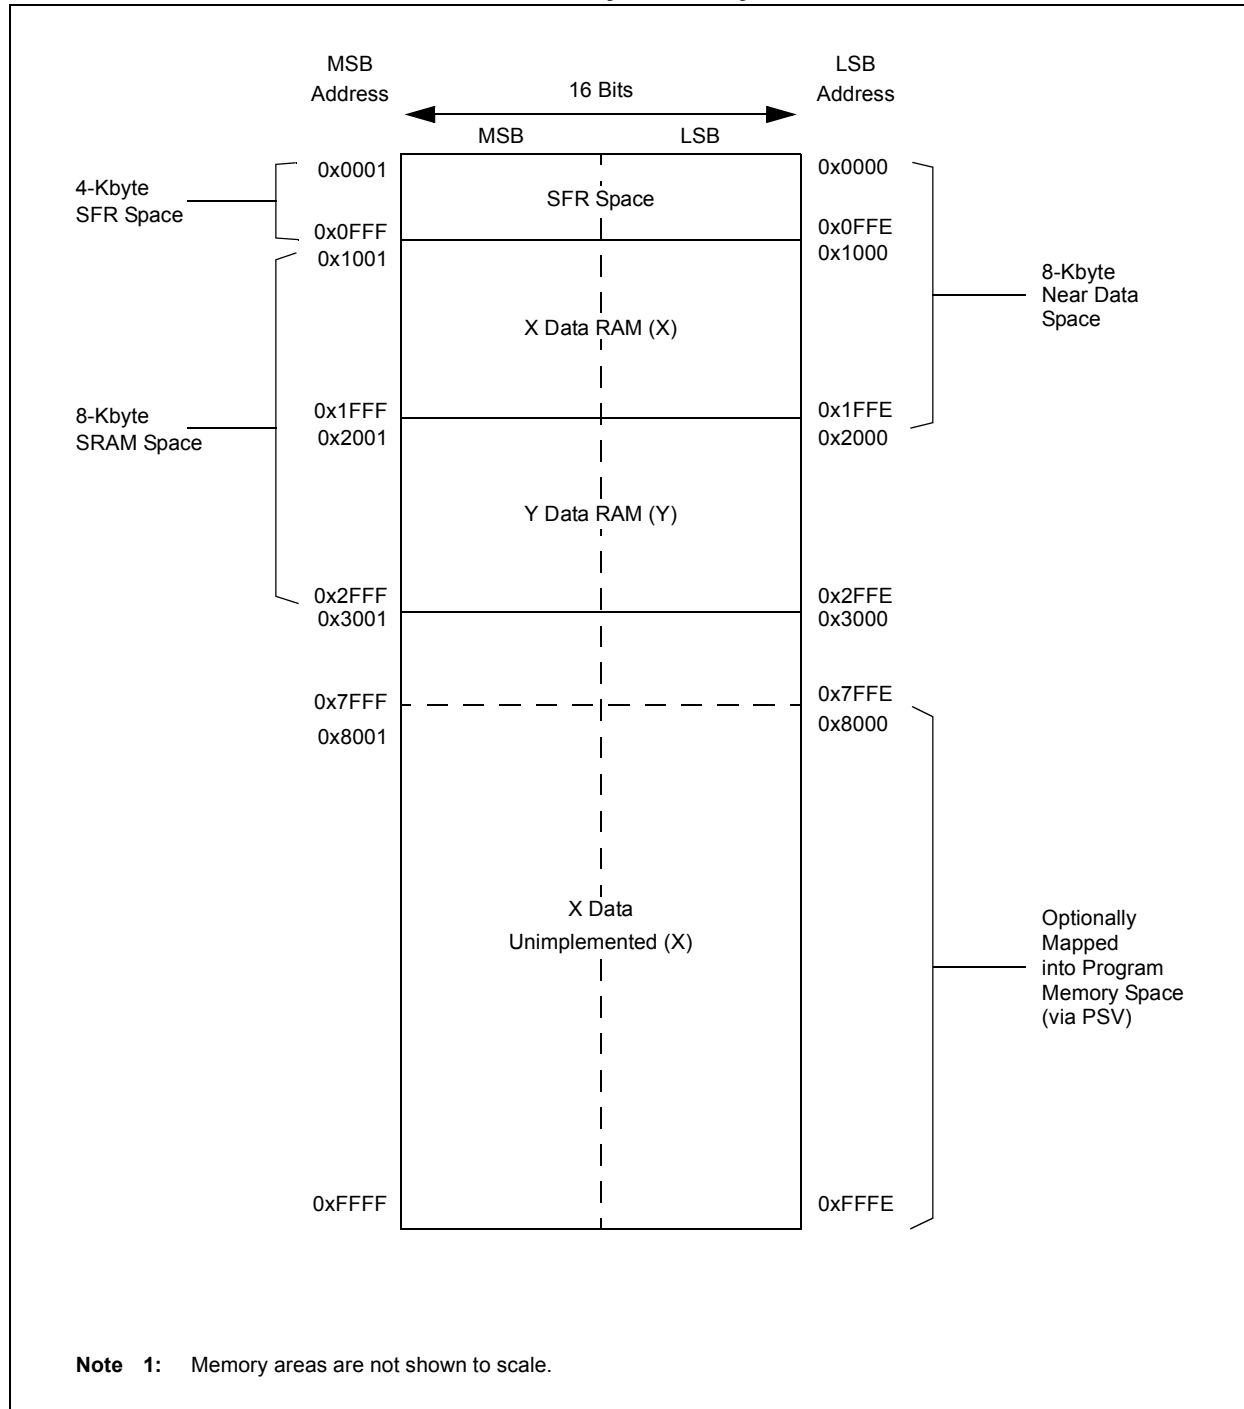 MSB
Address
16 Bits
LSB
Address
MSB
LSB
4-Kbyte
SFR Space
0x0001
SFR Space
0x0000
0x0FFF
0x0FFE
0x1001
0x1000
8-Kbyte
Near Data
Space
X Data RAM (X)
8-Kbyte
SRAM Space
0x1FFF
0x1FFE
0x2001
0x2000
Y Data RAM (Y)
0x2FFF
0x2FFE
0x3001
0x3000
0x7FFF
0x7FFE
0x8001
0x8000
X Data
Unimplemented (X)
Optionally
Mapped
into Program
Memory Space
(via PSV)
0xFFFF
0xFFFE
Note 1: Memory areas are not shown to scale.